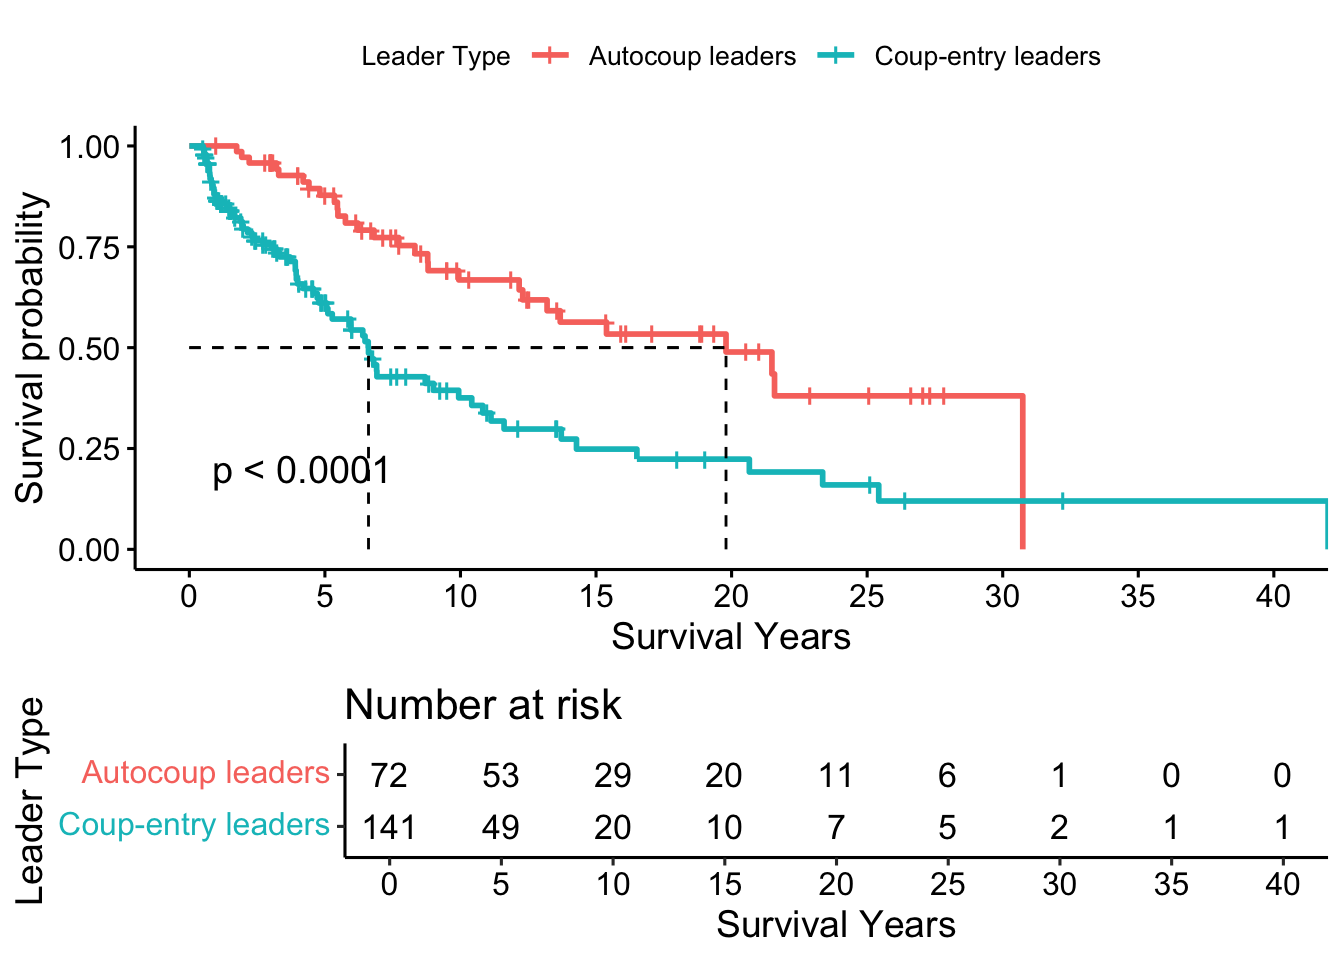 Leader Type Autocoup leaders Coup-entry leaders
1.00
0.75
0.50
0.25
0.00
Survival probability
p < 0.0001
0 5 10 15 20 25 30 35 40
Survival Years
Number at risk
Leader Type
Autocoup leaders 72 53 29 20 11 6 1 0 0
Coup-entry leaders 141 49 20 10 7 5 2 1 1
0 5 10 15 20 25 30 35 40
Survival Years